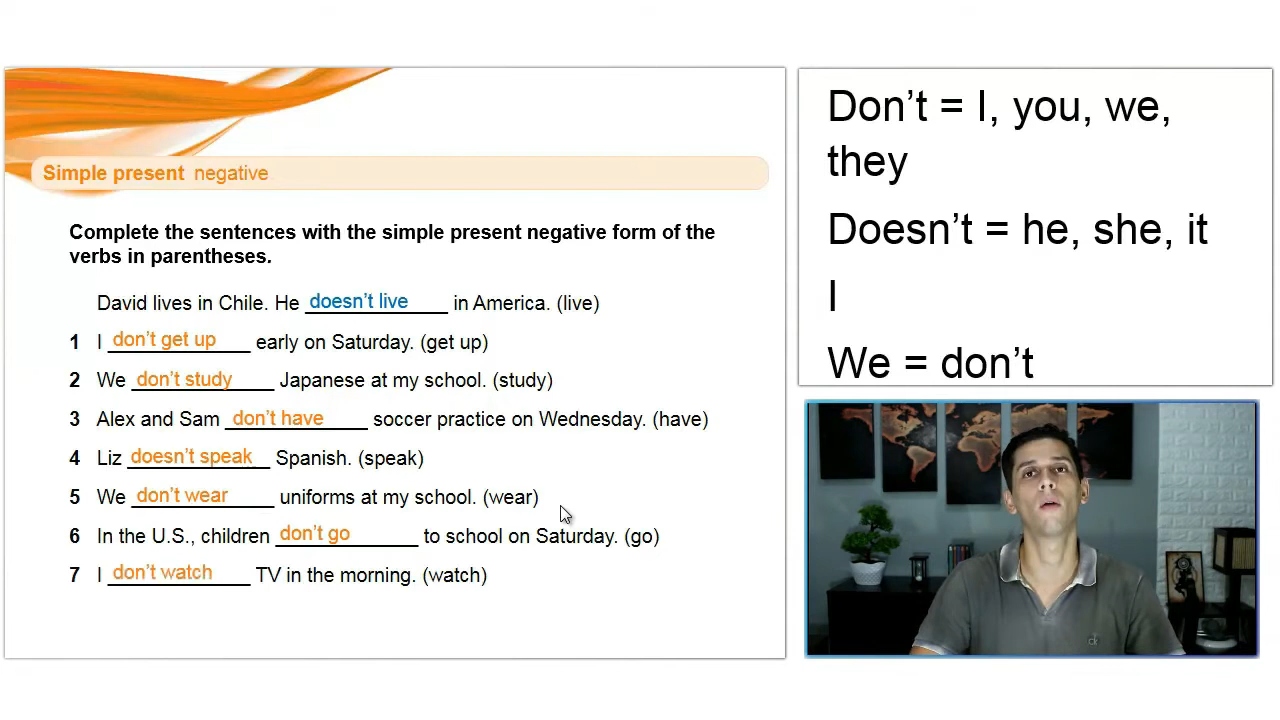 Simple present negative
Complete the sentences with the simple present negative form of the
verbs in parentheses.
David lives in Chile. He doesn't live in America. (live)
1 I don't get up early on Saturday. (get up)
2 We don't study Japanese at my school. (study)
3 Alex and Sam don't have soccer practice on Wednesday. (have)
4 Liz doesn't speak Spanish. (speak)
5 We don't wear uniforms at my school. (wear)
6 In the U.S., children don't go to school on Saturday. (go)
7 I don't watch TV in the morning. (watch)
Don't = I, you, we,
they
Doesn't = he, she, it
I
We = don't
ck